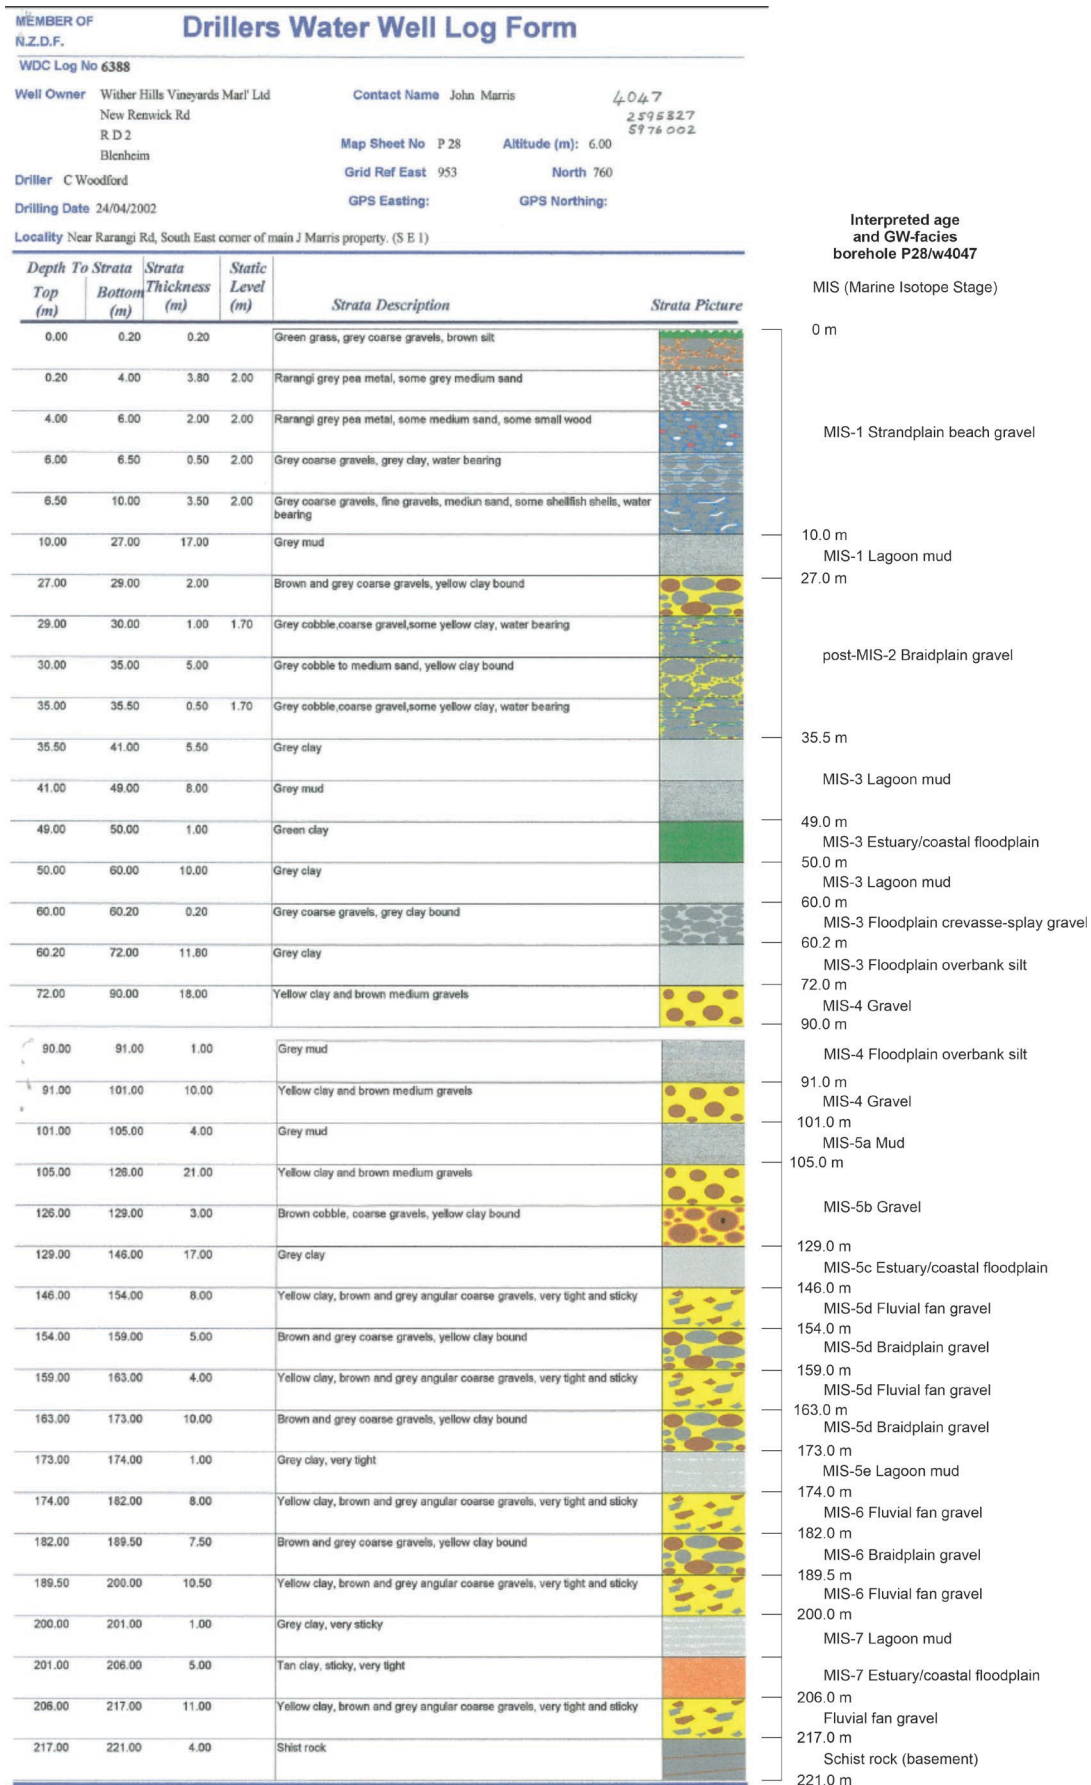 MEMBER OF
N.Z.D.F.
Drillers Water Well Log Form
WDC Log No 6388
Well Owner Wither Hills Vineyards Marl' Ltd
New Renwick Rd
R D 2
Blenheim
Contact Name John Marris
4047
2595327
5976002
Map Sheet No P 28 Altitude (m): 6.00
Grid Ref East 953 North 760
GPS Easting: GPS Northing:
Driller C Woodford
Drilling Date 24/04/2002
Locality Near Rarangi Rd, South East corner of main J Marris property. (S E 1)
Interpreted age
and GW-facies
borehole P28/w4047
MIS (Marine Isotope Stage)
Depth To Strata Strata Static
Top Bottom Thickness Level
(m) (m) (m) (m) Strata Description Strata Picture
0.00 0.20 0.20 Green grass, grey coarse gravels, brown silt
0 m
0.20 4.00 3.80 2.00 Rarangi grey pea metal, some grey medium sand
4.00 6.00 2.00 2.00 Rarangi grey pea metal, some medium sand, some small wood
MIS-1 Strandplain beach gravel
6.00 6.50 0.50 2.00 Grey coarse gravels, grey clay, water bearing
6.50 10.00 3.50 2.00 Grey coarse gravels, fine gravels, mediun sand, some shellfish shells, water
bearing
10.0 m
10.00 27.00 17.00 Grey mud
MIS-1 Lagoon mud
27.0 m
27.00 29.00 2.00 Brown and grey coarse gravels, yellow clay bound
29.00 30.00 1.00 1.70 Grey cobble,coarse gravel,some yellow clay, water bearing
post-MIS-2 Braidplain gravel
30.00 35.00 5.00 Grey cobble to medium sand, yellow clay bound
35.00 35.50 0.50 1.70 Grey cobble,coarse gravel,some yellow clay, water bearing
35.5 m
35.50 41.00 5.50 Grey clay
MIS-3 Lagoon mud
41.00 49.00 8.00 Grey mud
49.0 m
49.00 50.00 1.00 Green clay
MIS-3 Estuary/coastal floodplain
50.0 m
50.00 60.00 10.00 Grey clay
MIS-3 Lagoon mud
60.0 m
60.00 60.20 0.20 Grey coarse gravels, grey clay bound
MIS-3 Floodplain crevasse-splay gravel
60.2 m
60.20 72.00 11.80 Grey clay
MIS-3 Floodplain overbank silt
72.0 m
72.00 90.00 18.00 Yellow clay and brown medium gravels
MIS-4 Gravel
90.0 m
90.00 91.00 1.00 Grey mud
MIS-4 Floodplain overbank silt
91.0 m
91.00 101.00 10.00 Yellow clay and brown medium gravels
MIS-4 Gravel
101.0 m
101.00 105.00 4.00 Grey mud
MIS-5a Mud
105.0 m
105.00 126.00 21.00 Yellow clay and brown medium gravels
MIS-5b Gravel
126.00 129.00 3.00 Brown cobble, coarse gravels, yellow clay bound
129.0 m
129.00 146.00 17.00 Grey clay
MIS-5c Estuary/coastal floodplain
146.0 m
146.00 154.00 8.00 Yellow clay, brown and grey angular coarse gravels, very tight and sticky
MIS-5d Fluvial fan gravel
154.0 m
154.00 159.00 5.00 Brown and grey coarse gravels, yellow clay bound
MIS-5d Braidplain gravel
159.0 m
159.00 163.00 4.00 Yellow clay, brown and grey angular coarse gravels, very tight and sticky
MIS-5d Fluvial fan gravel
163.0 m
163.00 173.00 10.00 Brown and grey coarse gravels, yellow clay bound
MIS-5d Braidplain gravel
173.0 m
173.00 174.00 1.00 Grey clay, very tight
MIS-5e Lagoon mud
174.0 m
174.00 182.00 8.00 Yellow clay, brown and grey angular coarse gravels, very tight and sticky
MIS-6 Fluvial fan gravel
182.0 m
182.00 189.50 7.50 Brown and grey coarse gravels, yellow clay bound
MIS-6 Braidplain gravel
189.5 m
189.50 200.00 10.50 Yellow clay, brown and grey angular coarse gravels, very tight and sticky
MIS-6 Fluvial fan gravel
200.0 m
200.00 201.00 1.00 Grey clay, very sticky
MIS-7 Lagoon mud
201.00 206.00 5.00 Tan clay, sticky, very tight
MIS-7 Estuary/coastal floodplain
206.0 m
206.00 217.00 11.00 Yellow clay, brown and grey angular coarse gravels, very tight and sticky
Fluvial fan gravel
217.0 m
217.00 221.00 4.00 Shist rock
Schist rock (basement)
221.0 m